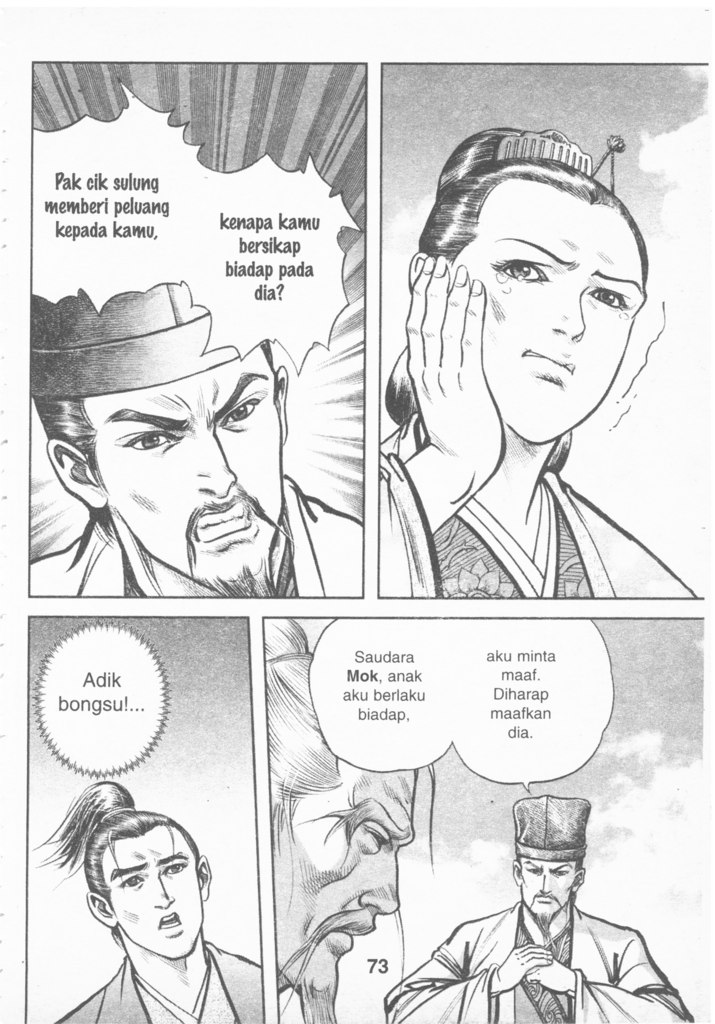 Pak cik sulung
memberi peluang
kepada kamu,
kenapa kamu
bersikap
biadap pada
dia?
Adik
bongsu!...
Saudara
Mok, anak
aku berlaku
biadap,
aku minta
maaf.
Diharap
maafkan
dia.
73